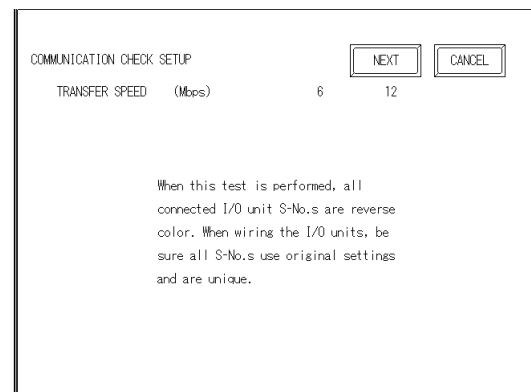 COMMUNICATION CHECK SETUP NEXT CANCEL
TRANSFER SPEED (Mbps) 6 12
When this test is performed, all
connected I/O unit S-No.s are reverse
color. When wiring the I/O units, be
sure all S-No.s use original settings
and are unique.